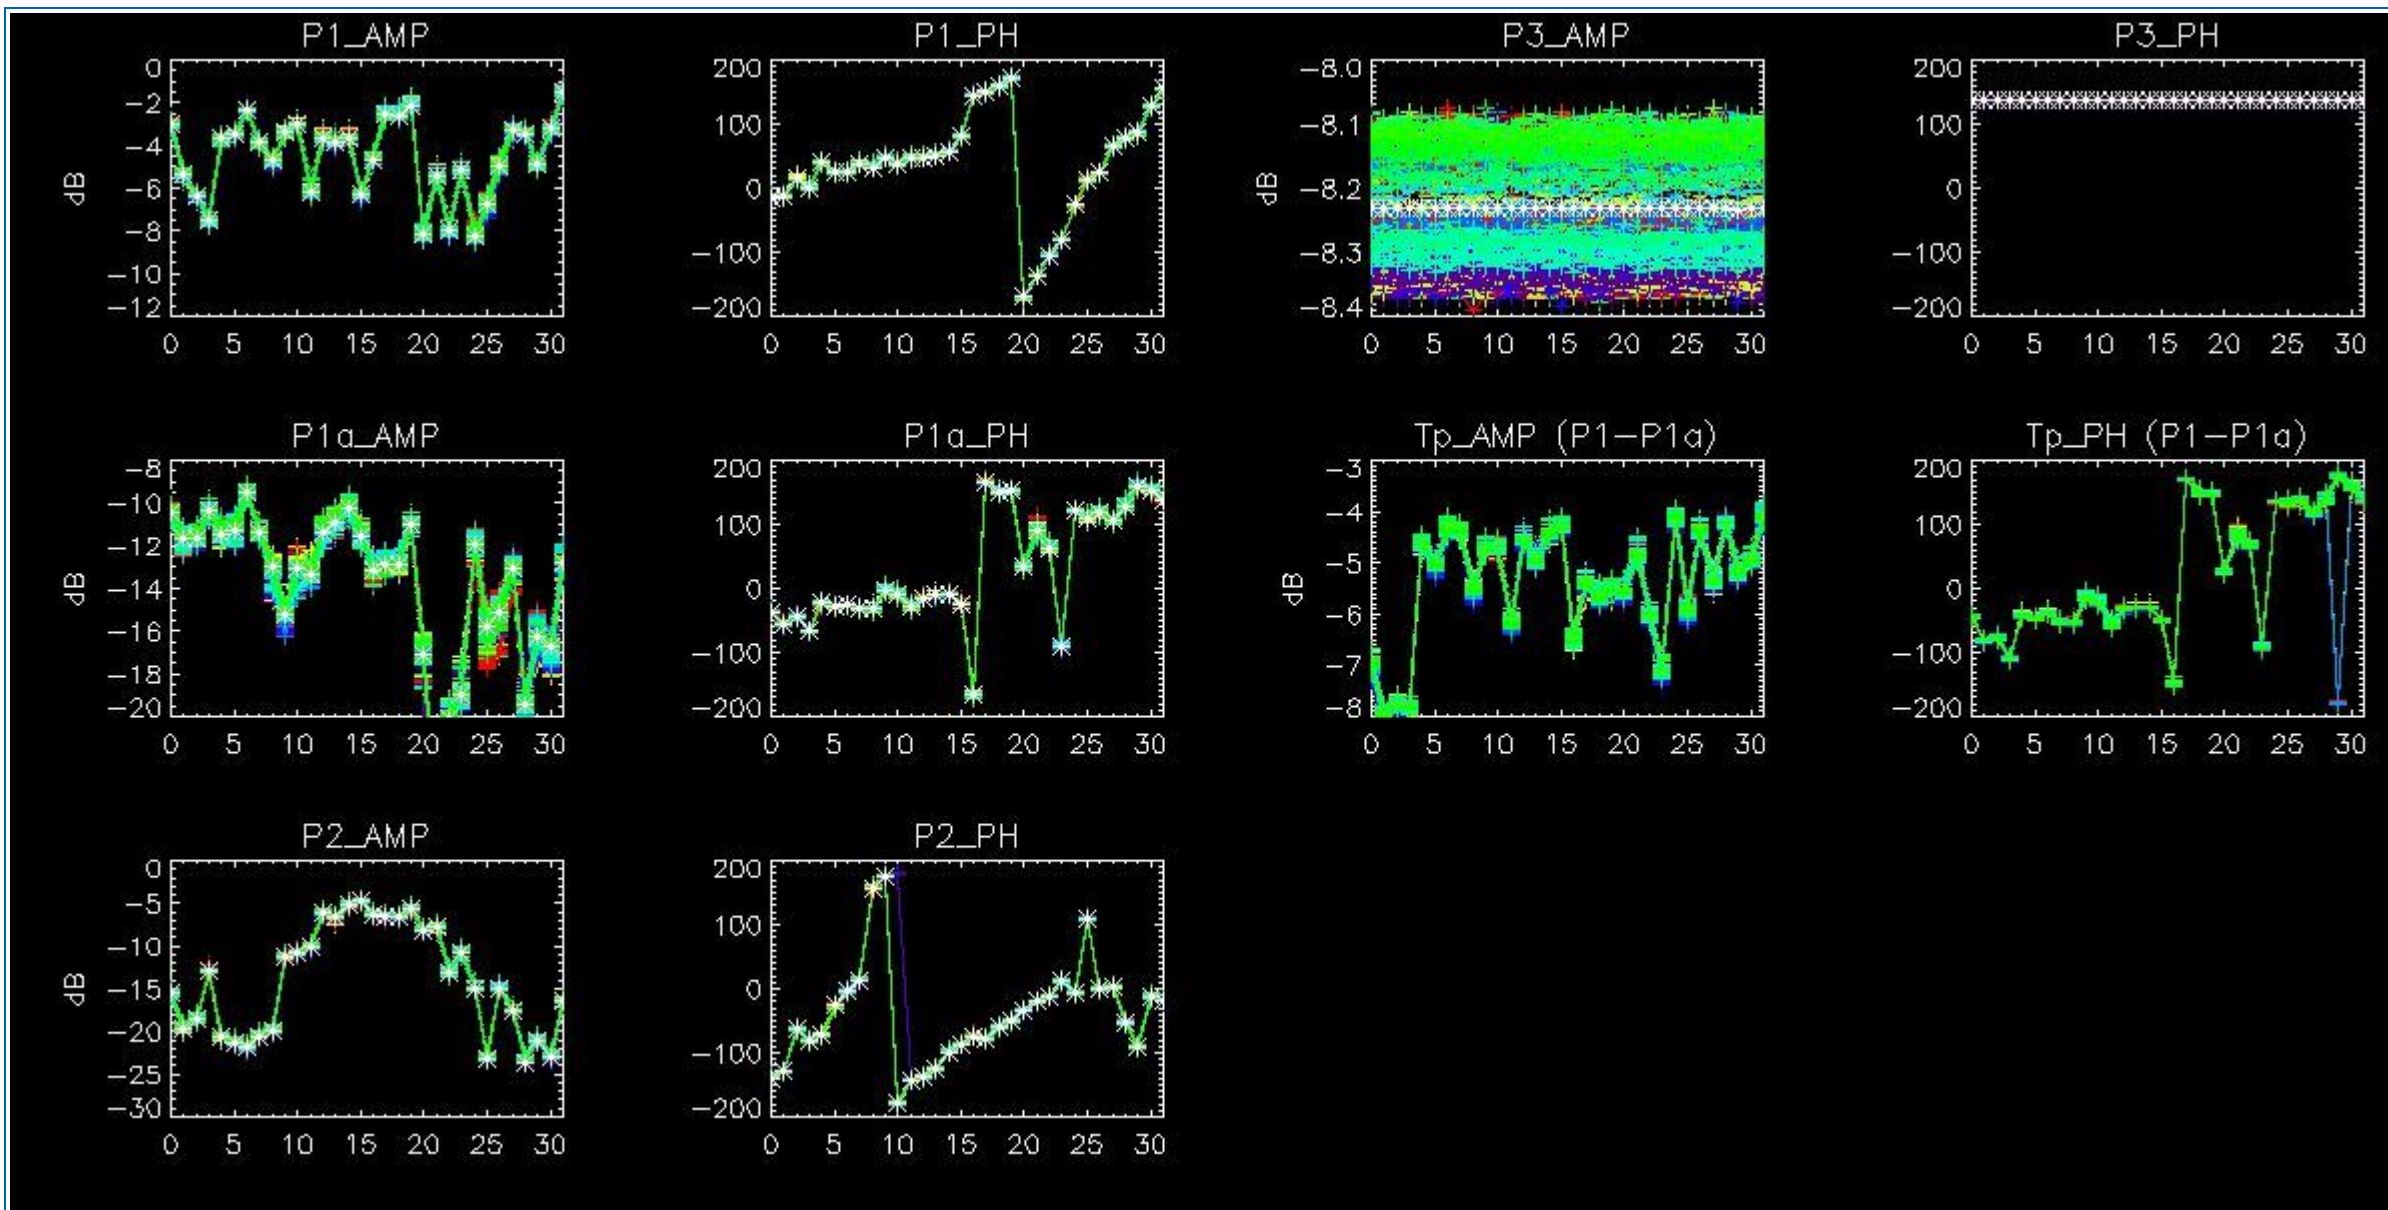 P1_AMP
0
−2
−4
−6
−8
−10
−12
dB
0 5 10 15 20 25 30
P1_PH
200
100
0
−100
−200
0 5 10 15 20 25 30
P3_AMP
−8.0
−8.1
−8.2
−8.3
−8.4
dB
0 5 10 15 20 25 30
P3_PH
200
100
0
−100
−200
0 5 10 15 20 25 30
P1a_AMP
−8
−10
−12
−14
−16
−18
−20
dB
0 5 10 15 20 25 30
P1a_PH
200
100
0
−100
−200
0 5 10 15 20 25 30
Tp_AMP (P1−P1a)
−3
−4
−5
−6
−7
−8
dB
0 5 10 15 20 25 30
Tp_PH (P1−P1a)
200
100
0
−100
−200
0 5 10 15 20 25 30
P2_AMP
0
−5
−10
−15
−20
−25
−30
dB
0 5 10 15 20 25 30
P2_PH
200
100
0
−100
−200
0 5 10 15 20 25 30